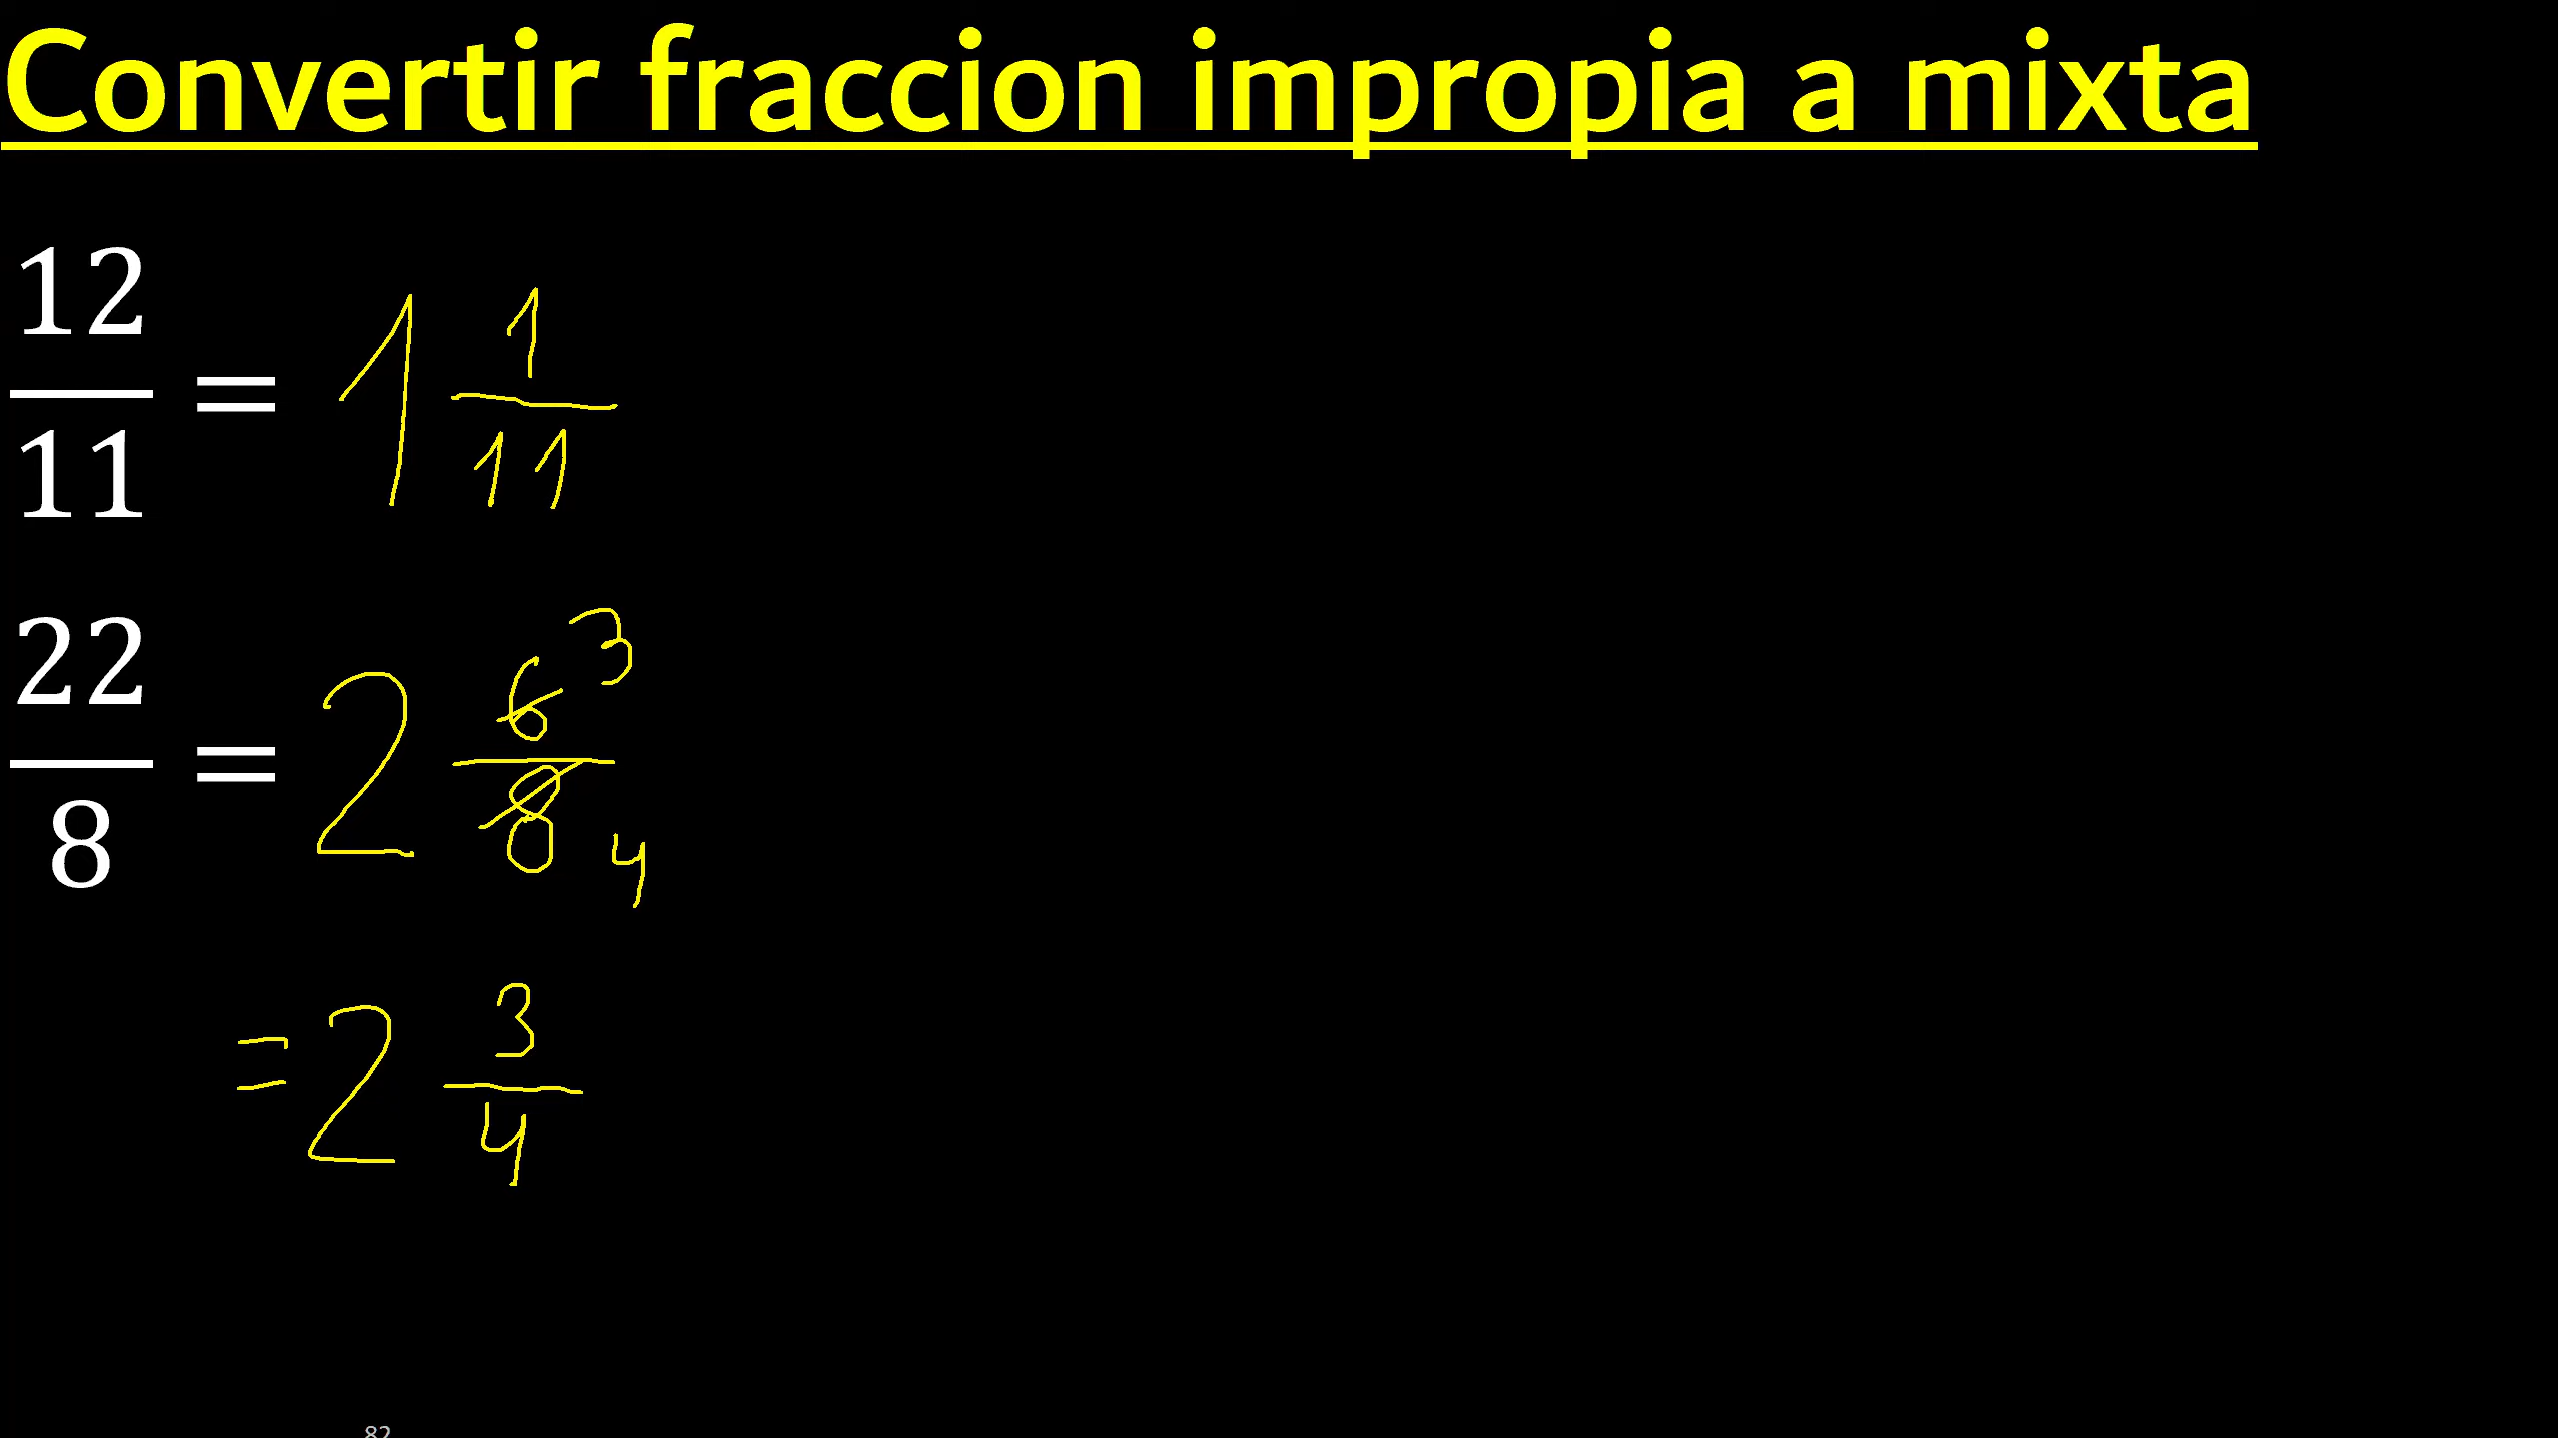 Convertir fraccion impropia a mixta
12/11 = 1 1/11
22/8 = 2 6/8 3 4
= 2 3/4
82